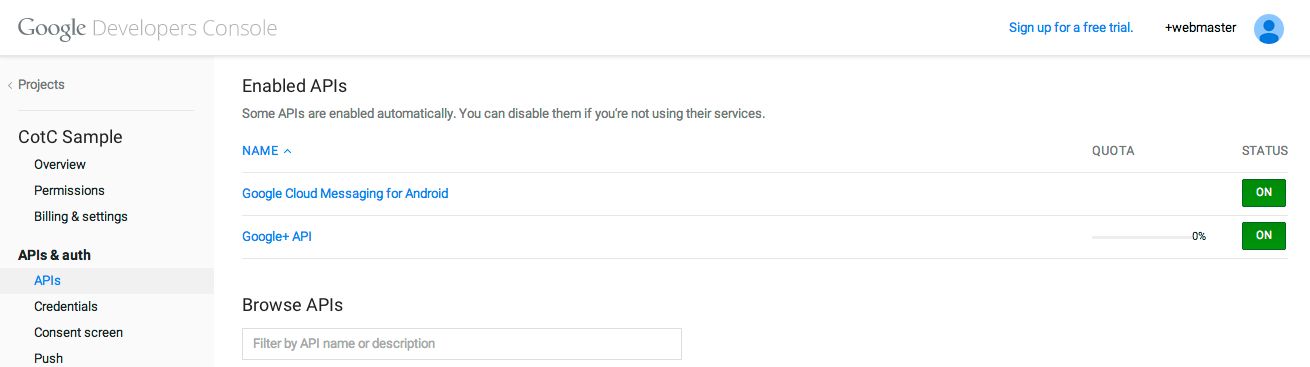 Google Developers Console
Sign up for a free trial. +webmaster
Projects
CotC Sample
Overview
Permissions
Billing & settings
APIs & auth
APIs
Credentials
Consent screen
Push
Enabled APIs
Some APIs are enabled automatically. You can disable them if you're not using their services.
NAME QUOTA STATUS
Google Cloud Messaging for Android ON
Google+ API 0% ON
Browse APIs
Filter by API name or description